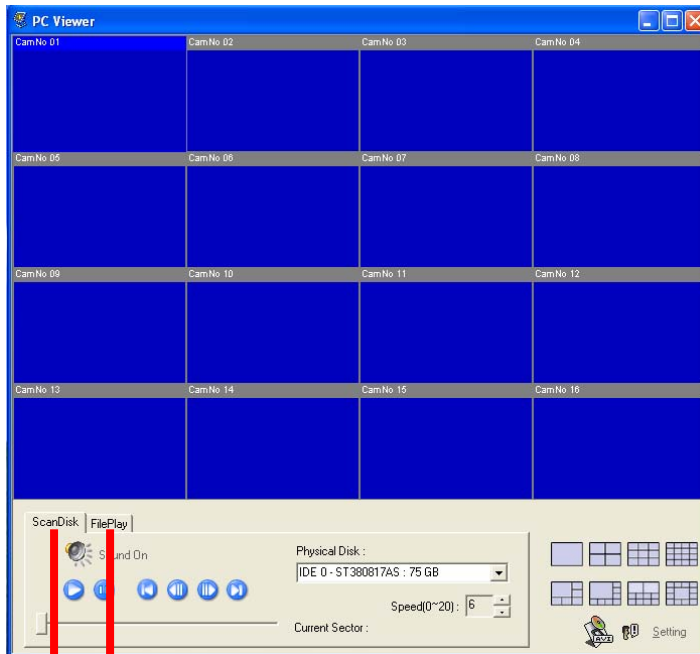 PC Viewer
CamNo 01 CamNo 02 CamNo 03 CamNo 04
CamNo 05 CamNo 06 CamNo 07 CamNo 08
CamNo 09 CamNo 10 CamNo 11 CamNo 12
CamNo 13 CamNo 14 CamNo 15 CamNo 16
ScanDisk FilePlay
Sound On
Physical Disk :
IDE 0 - ST380817AS : 75 GB
Speed(0~20) : 6
Current Sector :
AVI
Setting